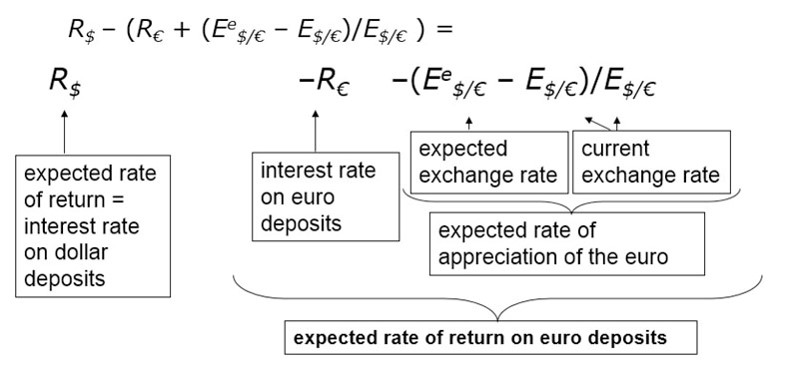 R$ – (R€ + (Eᵉ$/€ – E$/€)/E$/€ ) =
R$ –R€ –(Eᵉ$/€ – E$/€)/E$/€
expected rate
of return =
interest rate
on dollar
deposits
interest rate
on euro
deposits
expected
exchange rate
current
exchange rate
expected rate of
appreciation of the euro
expected rate of return on euro deposits